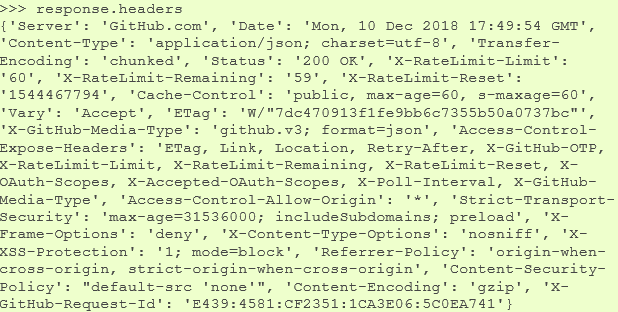 >>> response.headers
{'Server': 'GitHub.com', 'Date': 'Mon, 10 Dec 2018 17:49:54 GMT',
'Content-Type': 'application/json; charset=utf-8', 'Transfer-
Encoding': 'chunked', 'Status': '200 OK', 'X-RateLimit-Limit':
'60', 'X-RateLimit-Remaining': '59', 'X-RateLimit-Reset':
'1544467794', 'Cache-Control': 'public, max-age=60, s-maxage=60',
'Vary': 'Accept', 'ETag': 'W/"7dc470913f1fe9bb6c7355b50a0737bc"',
'X-GitHub-Media-Type': 'github.v3; format=json', 'Access-Control-
Expose-Headers': 'ETag, Link, Location, Retry-After, X-GitHub-OTP,
X-RateLimit-Limit, X-RateLimit-Remaining, X-RateLimit-Reset, X-
OAuth-Scopes, X-Accepted-OAuth-Scopes, X-Poll-Interval, X-GitHub-
Media-Type', 'Access-Control-Allow-Origin': '*', 'Strict-Transport-
Security': 'max-age=31536000; includeSubdomains; preload', 'X-
Frame-Options': 'deny', 'X-Content-Type-Options': 'nosniff', 'X-
XSS-Protection': '1; mode=block', 'Referrer-Policy': 'origin-when-
cross-origin, strict-origin-when-cross-origin', 'Content-Security-
Policy': "default-src 'none'", 'Content-Encoding': 'gzip', 'X-
GitHub-Request-Id': 'E439:4581:CF2351:1CA3E06:5C0EA741'}